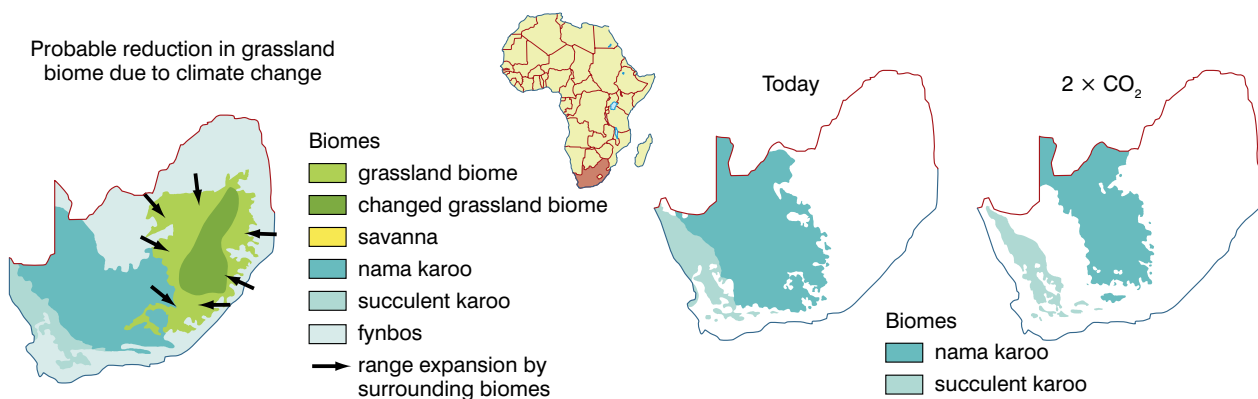 Probable reduction in grassland
biome due to climate change
Biomes
grassland biome
changed grassland biome
savanna
nama karoo
succulent karoo
fynbos
range expansion by
surrounding biomes
Today
2 × CO₂
Biomes
nama karoo
succulent karoo